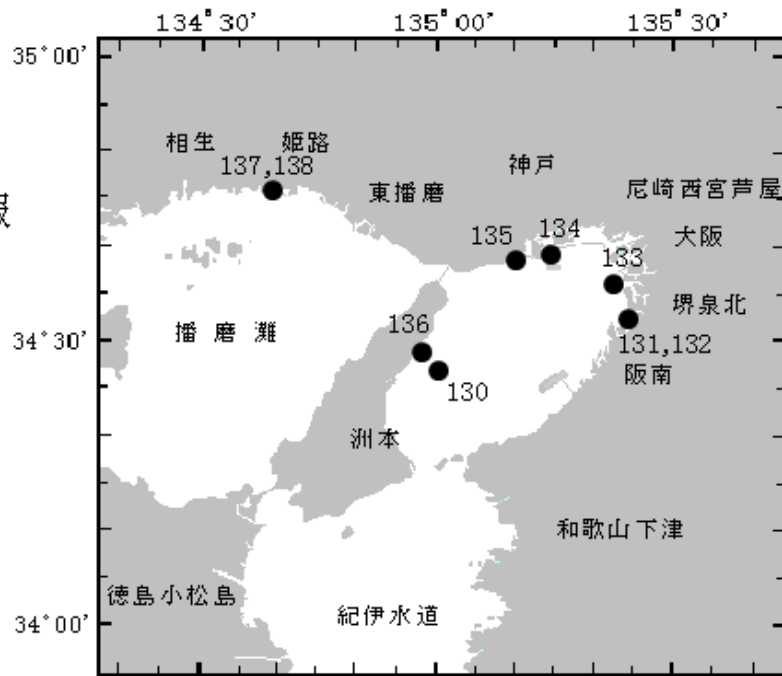 134°30' 135°00' 135°30'
35°00'
相生 姫路
137,138
神戸
東播磨
尼崎西宮芦屋
報
135 134
大阪
133
堺泉北
播磨灘
34°30'
136
131,132
阪南
130
洲本
和歌山下津
徳島小松島
紀伊水道
34°00'